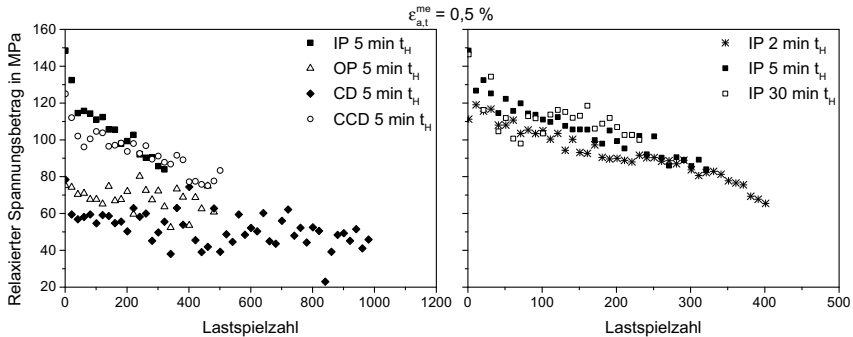 ε^me_a,t = 0,5 %
Relaxierter Spannungsbetrag in MPa
160
140
120
100
80
60
40
20
0
200
400
600
800
1000
1200
Lastspielzahl
IP 5 min t_H
OP 5 min t_H
CD 5 min t_H
CCD 5 min t_H
0
100
200
300
400
500
Lastspielzahl
IP 2 min t_H
IP 5 min t_H
IP 30 min t_H